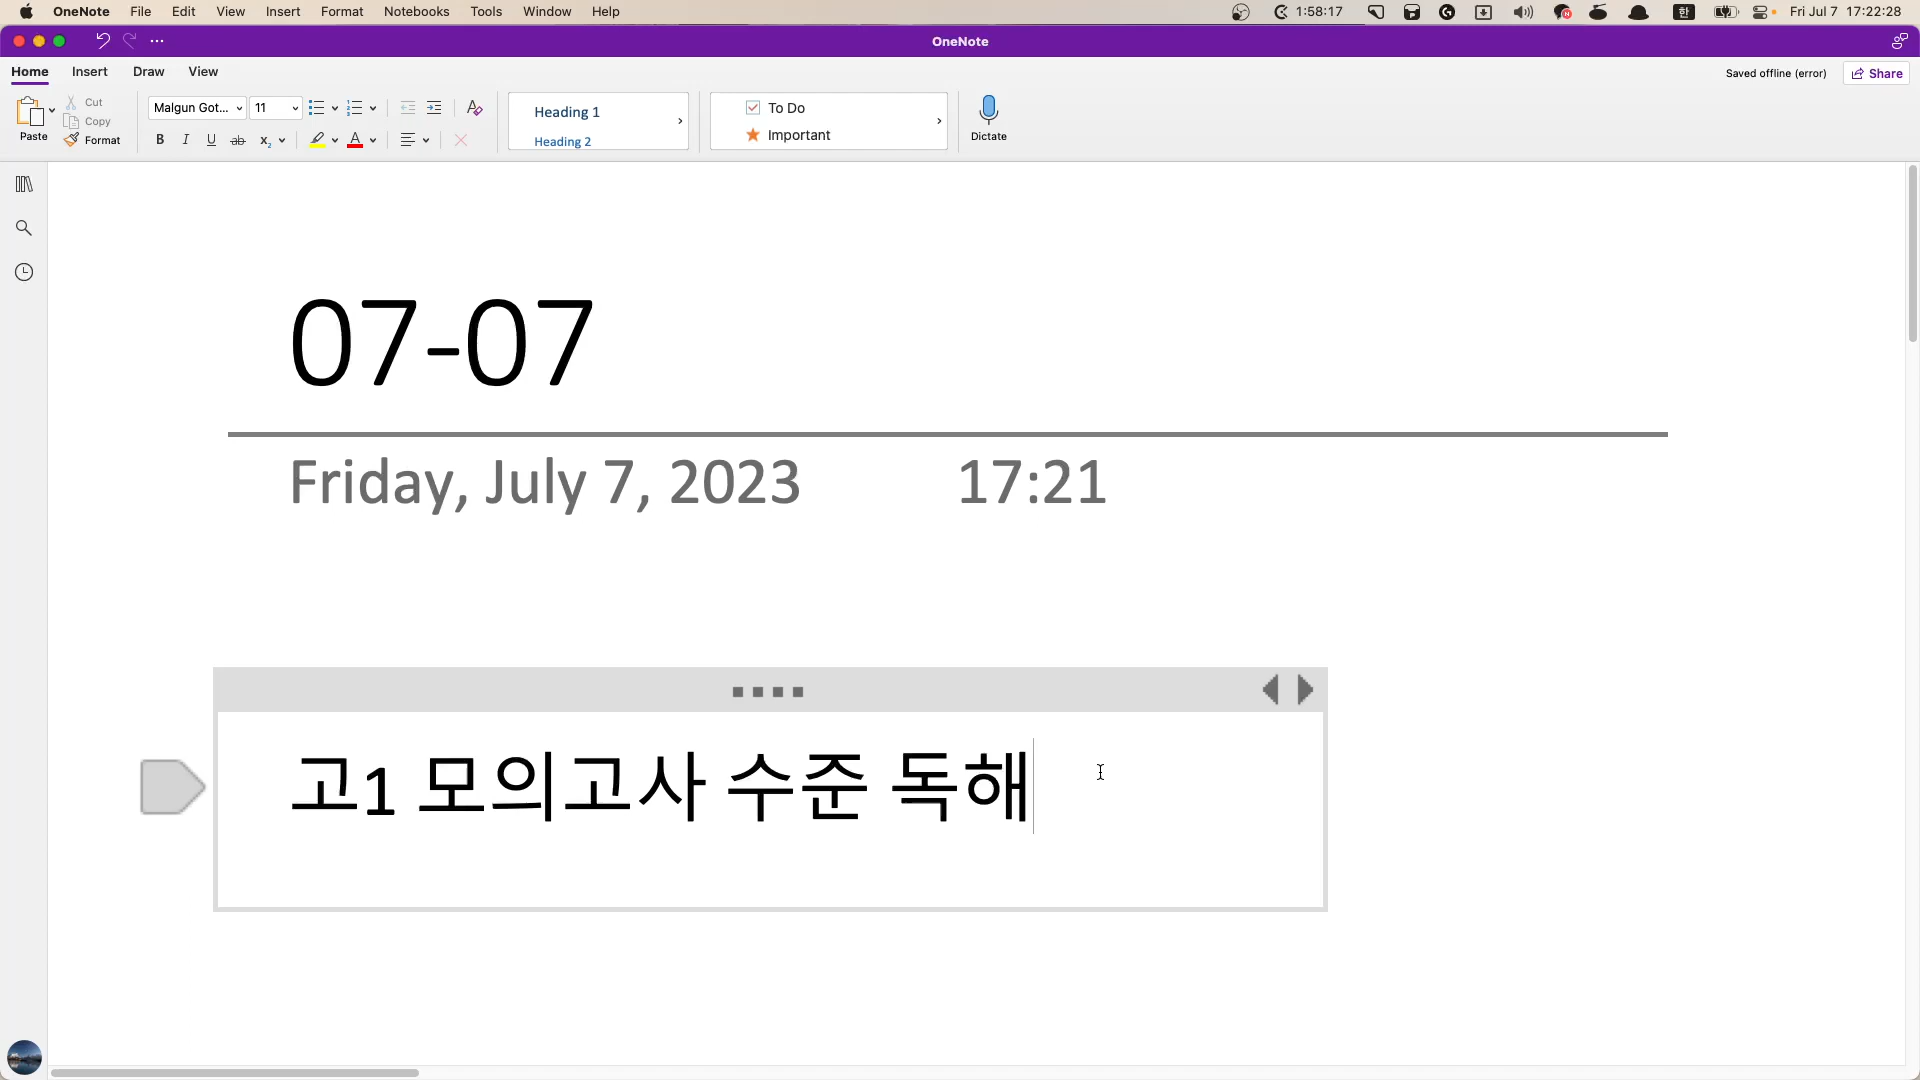 OneNote File Edit View Insert Format Notebooks Tools Window Help 1:58:17 한 Fri Jul 7 17:22:28
OneNote
Home Insert Draw View Saved offline (error) Share
Paste Cut Copy Format
Malgun Got... 11
B I U ab x₂ A
Heading 1
Heading 2
To Do
Important
Dictate
07-07
Friday, July 7, 2023 17:21
고1 모의고사 수준 독해